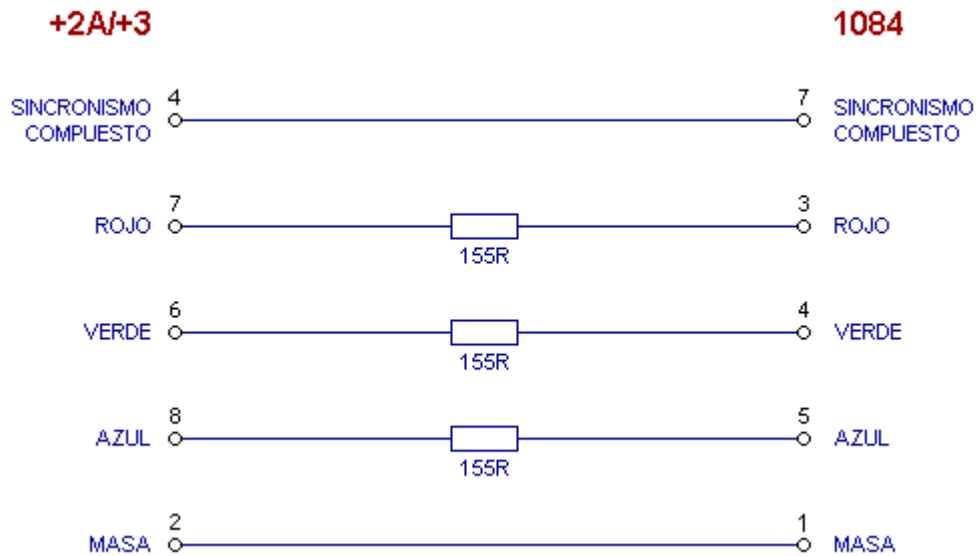 +2A/+3 1084
4 7
SINCRONISMO SINCRONISMO
COMPUESTO COMPUESTO
7 3
ROJO ROJO
155R
6 4
VERDE VERDE
155R
8 5
AZUL AZUL
155R
2 1
MASA MASA